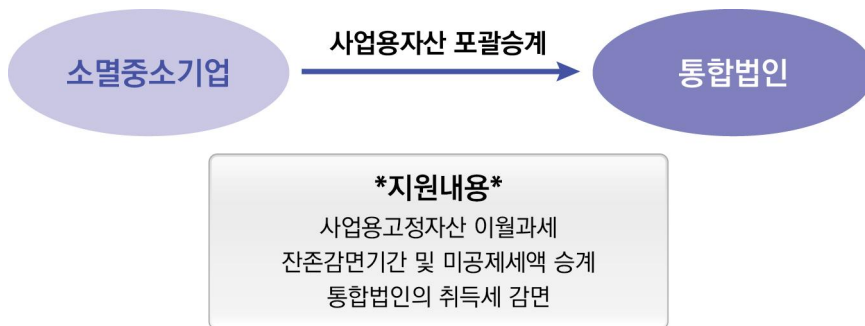 사업용자산 포괄승계
소멸중소기업
통합법인
*지원내용*
사업용고정자산 이월과세
잔존감면기간 및 미공제세액 승계
통합법인의 취득세 감면